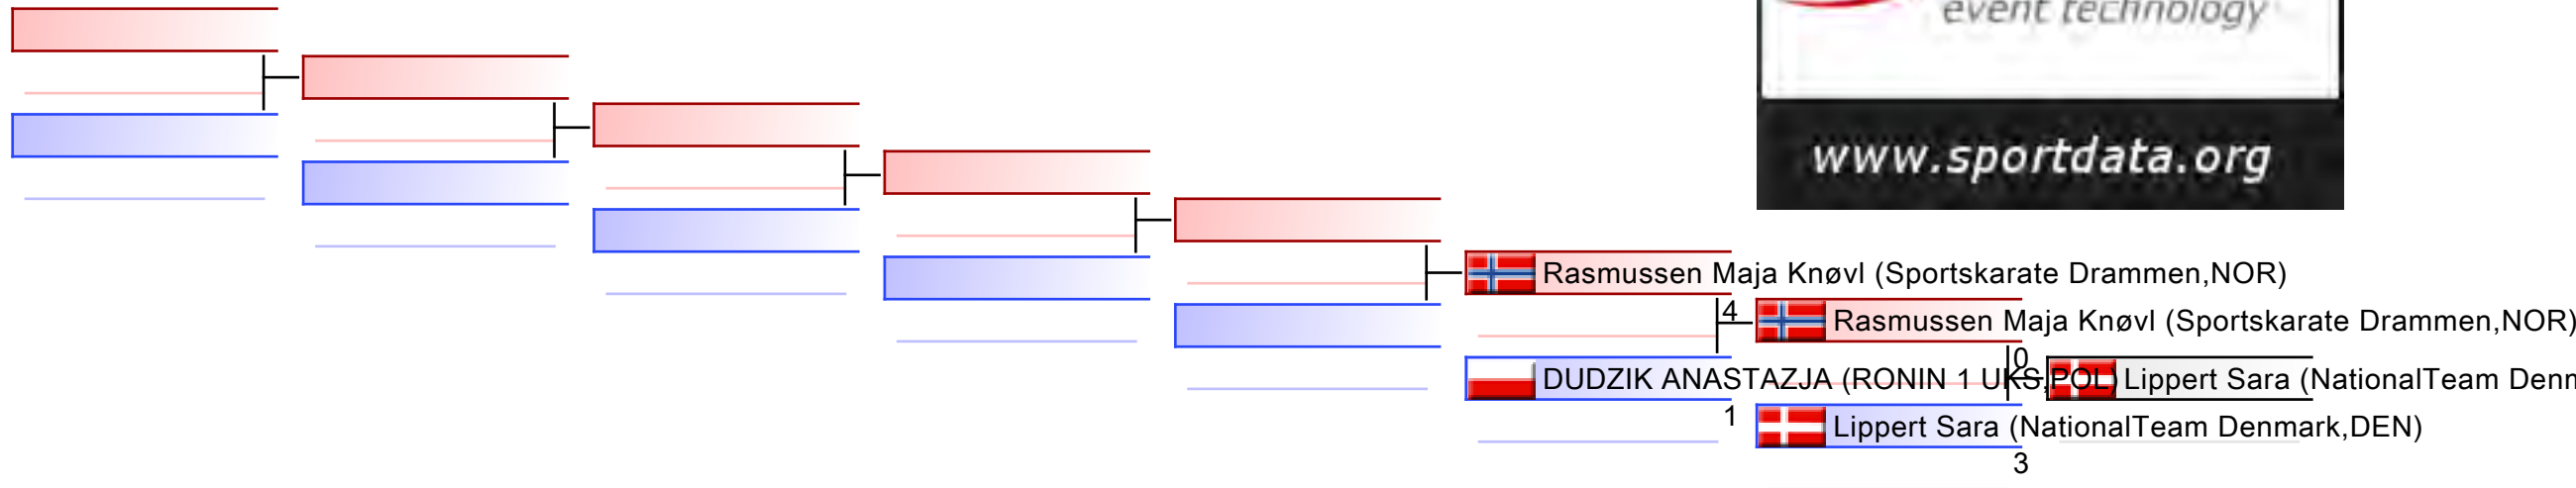 event technology
www.sportdata.org
Rasmussen Maja Knøvl (Sportskarate Drammen,NOR)
4
Rasmussen Maja Knøvl (Sportskarate Drammen,NOR)
0
DUDZIK ANASTAZJA (RONIN 1 UKS,POL)
Lippert Sara (NationalTeam Denm
1
Lippert Sara (NationalTeam Denmark,DEN)
3